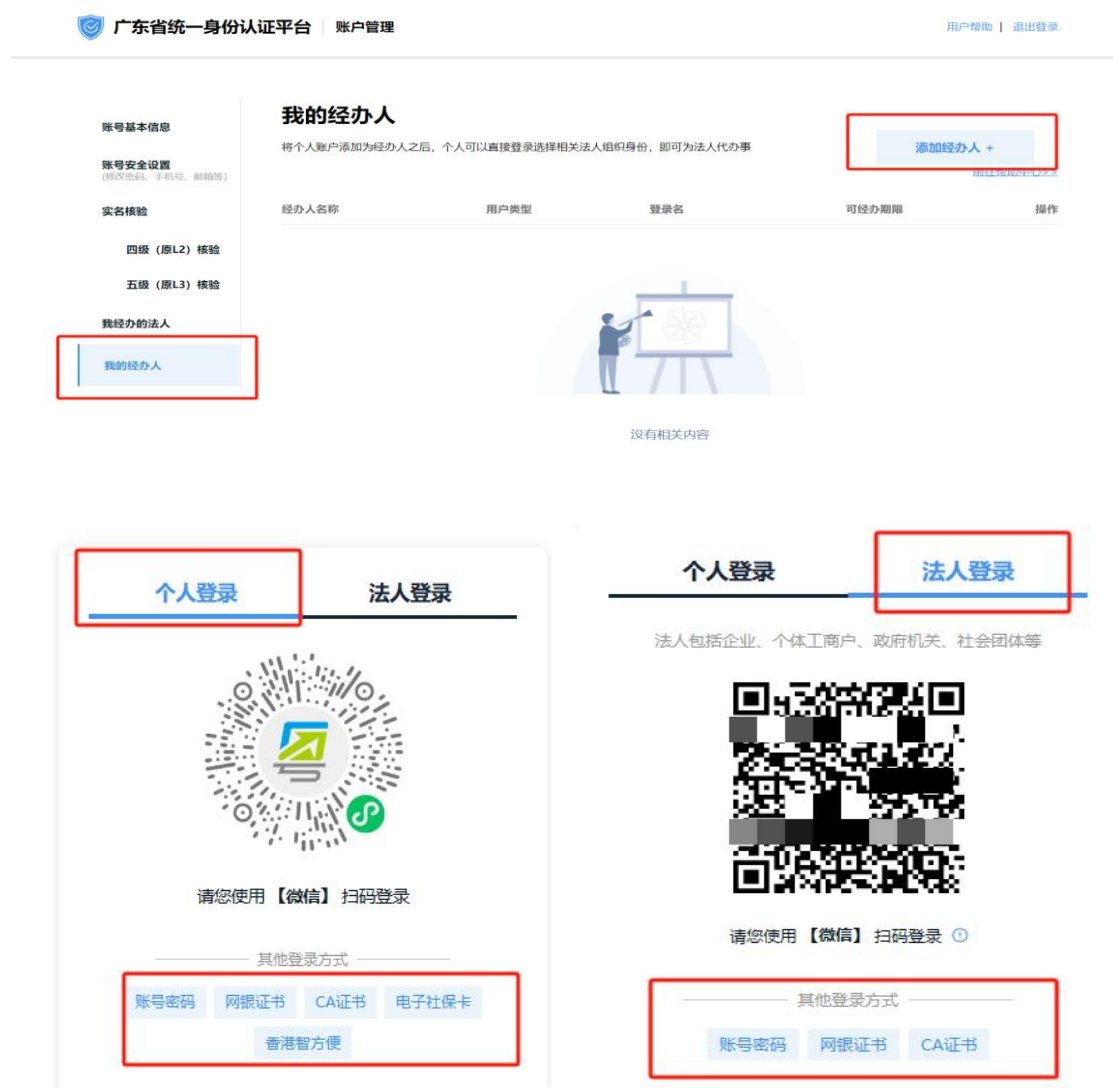 广东省统一身份认证平台 账户管理
用户帮助 | 退出登录
账号基本信息
账号安全设置
(修改密码、手机号、邮箱等)
实名核验
四级（原L2）核验
五级（原L3）核验
我经办的法人
我的经办人
我的经办人
将个人账户添加为经办人之后，个人可以直接登录选择相关法人组织身份，即可为法人代办事
添加经办人 +
前往帮助中心>>
经办人名称 用户类型 登录名 可经办期限 操作
没有相关内容
个人登录 法人登录
请您使用【微信】扫码登录
其他登录方式
账号密码 网银证书 CA证书 电子社保卡
香港智方便
个人登录 法人登录
法人包括企业、个体工商户、政府机关、社会团体等
请您使用【微信】扫码登录
其他登录方式
账号密码 网银证书 CA证书